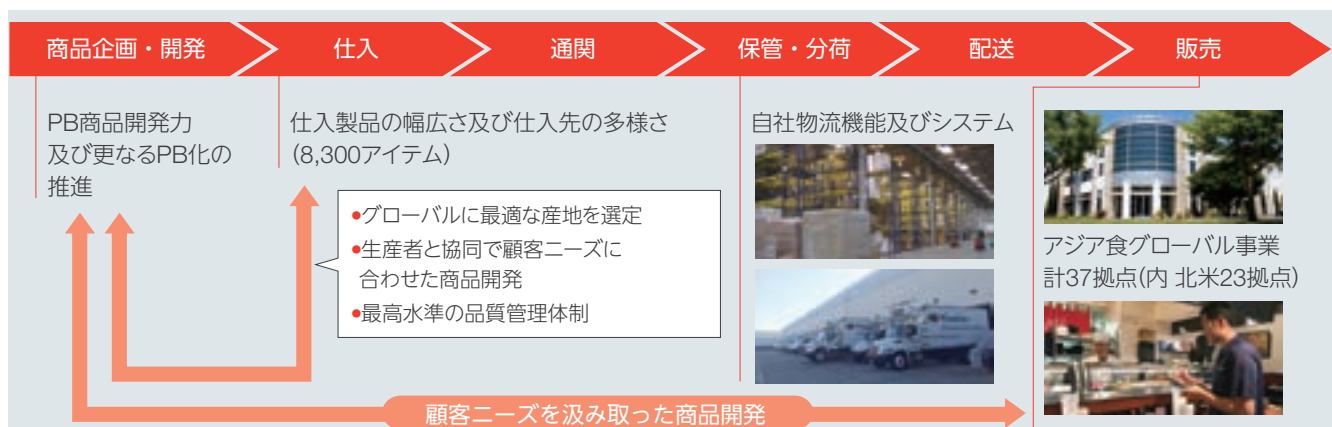 商品企画・開発
仕入
通関
保管・分荷
配送
販売
PB商品開発力
及び更なるPB化の
推進
仕入製品の幅広さ及び仕入先の多様さ
(8,300アイテム)
●グローバルに最適な産地を選定
●生産者と協同で顧客ニーズに
合わせた商品開発
●最高水準の品質管理体制
自社物流機能及びシステム
アジア食グローバル事業
計37拠点(内 北米23拠点)
顧客ニーズを汲み取った商品開発